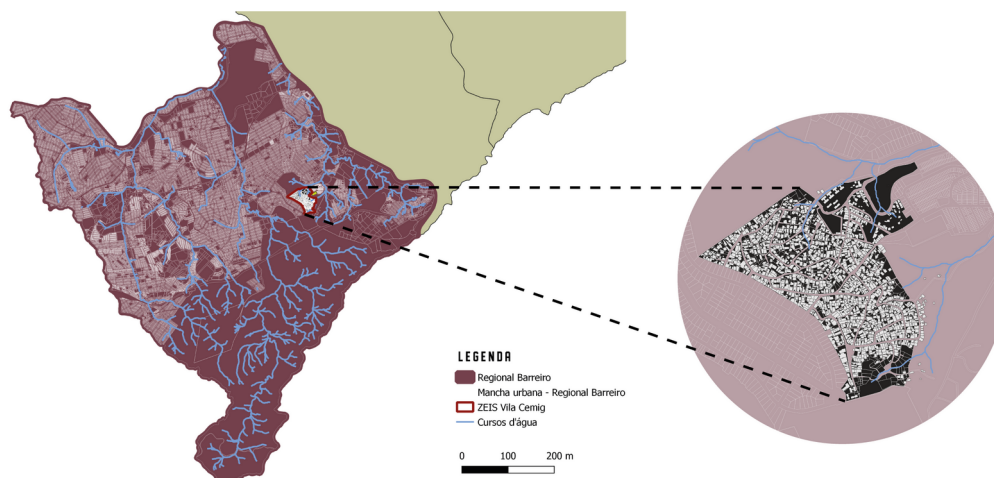 LEGENDA
Regional Barreiro
Mancha urbana - Regional Barreiro
ZEIS Vila Cemig
Cursos d'água
0 100 200 m